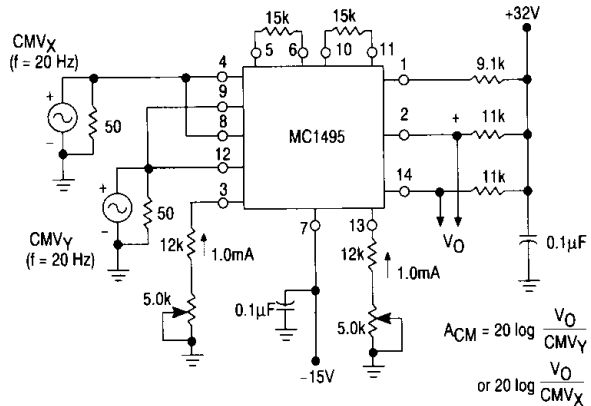 15k 15k +32V
CMVX
(f = 20 Hz)
4 5 6 10 11 1 9.1k
+ 9
50 8 2 + 11k
− MC1495
12
+ 3 14 11k
50
− 7 13 VO
CMVY
(f = 20 Hz)
12k 1.0mA 12k 1.0mA 0.1µF
5.0k 0.1µF 5.0k
ACM = 20 log VO / CMVY
−15V
or 20 log VO / CMVX